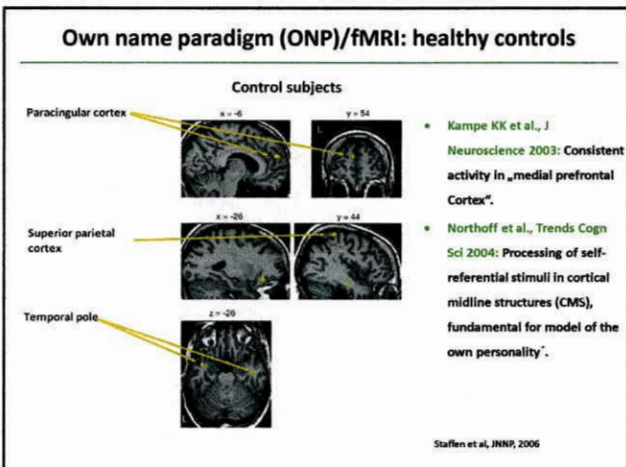 Own name paradigm (ONP)/fMRI: healthy controls
Control subjects
Paracingular cortex
x = -6
y = 54
L
Superior parietal
cortex
x = -26
y = 44
Temporal pole
z = -26
L
• Kampe KK et al., J
Neuroscience 2003: Consistent
activity in „medial prefrontal
Cortex“.
• Northoff et al., Trends Cogn
Sci 2004: Processing of self-
referential stimuli in cortical
midline structures (CMS),
fundamental for model of the
own personality´.
Staffen et al, JNNP, 2006